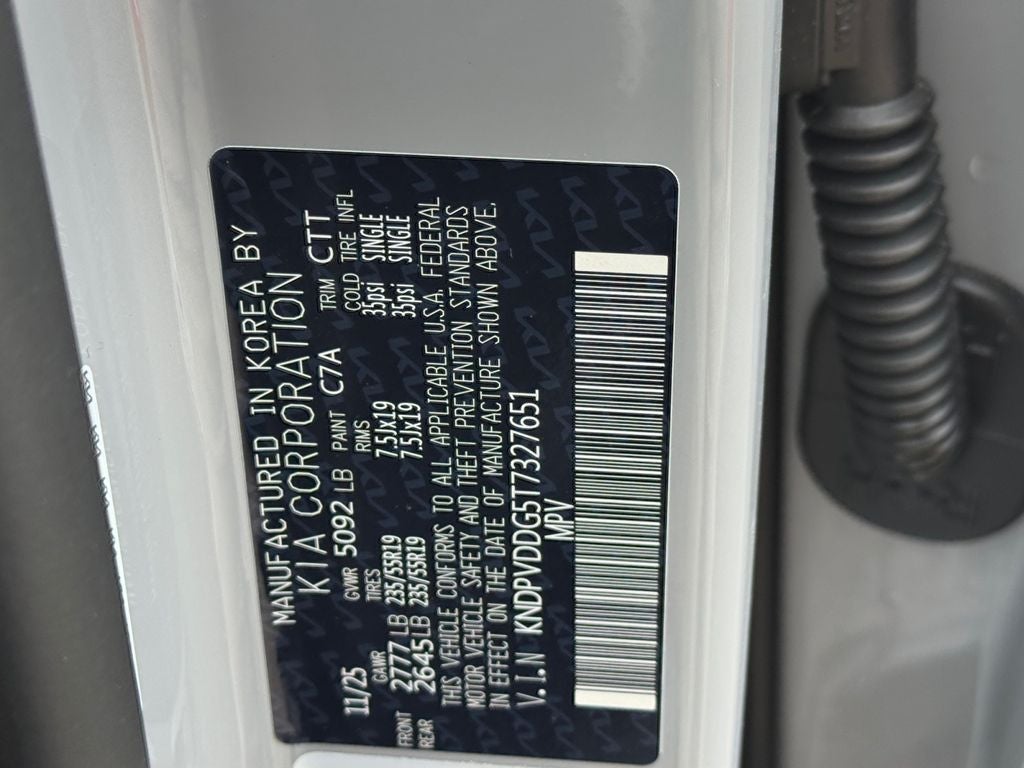 MANUFACTURED IN KOREA BY
KIA CORPORATION
11/25 GVWR 5092 LB PAINT C7A TRIM CTT
GAWR TIRES RIMS COLD TIRE INFL
FRONT 2777 LB 235/55R19 7.5Jx19 35psi SINGLE
REAR 2645 LB 235/55R19 7.5Jx19 35psi SINGLE
THIS VEHICLE CONFORMS TO ALL APPLICABLE U.S.A. FEDERAL
MOTOR VEHICLE SAFETY AND THEFT PREVENTION STANDARDS
IN EFFECT ON THE DATE OF MANUFACTURE SHOWN ABOVE.
V.I.N KNDPVDDG5T7327651
MPV